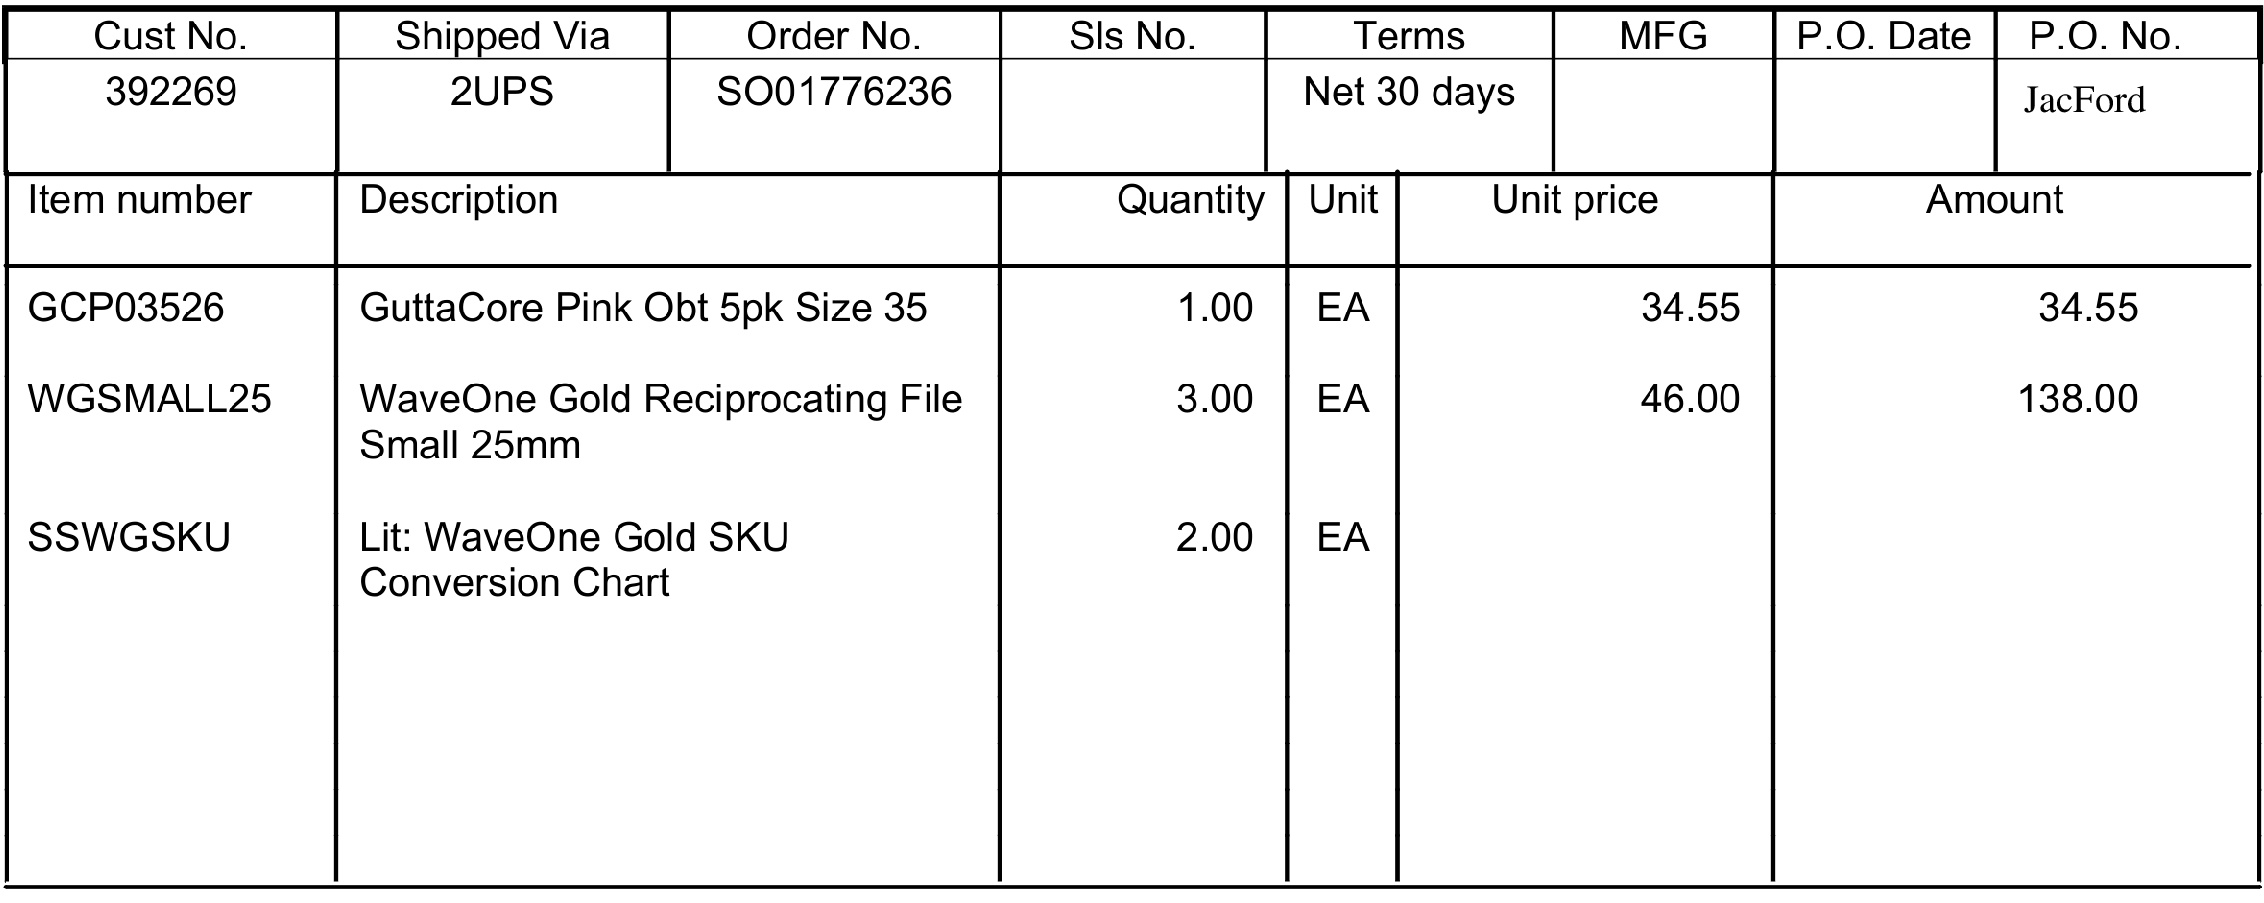 Cust No. Shipped Via Order No. Sls No. Terms MFG P.O. Date P.O. No.
392269 2UPS SO01776236 Net 30 days JacFord
Item number Description Quantity Unit Unit price Amount
GCP03526 GuttaCore Pink Obt 5pk Size 35 1.00 EA 34.55 34.55
WGSMALL25 WaveOne Gold Reciprocating File 3.00 EA 46.00 138.00
Small 25mm
SSWGSKU Lit: WaveOne Gold SKU 2.00 EA
Conversion Chart